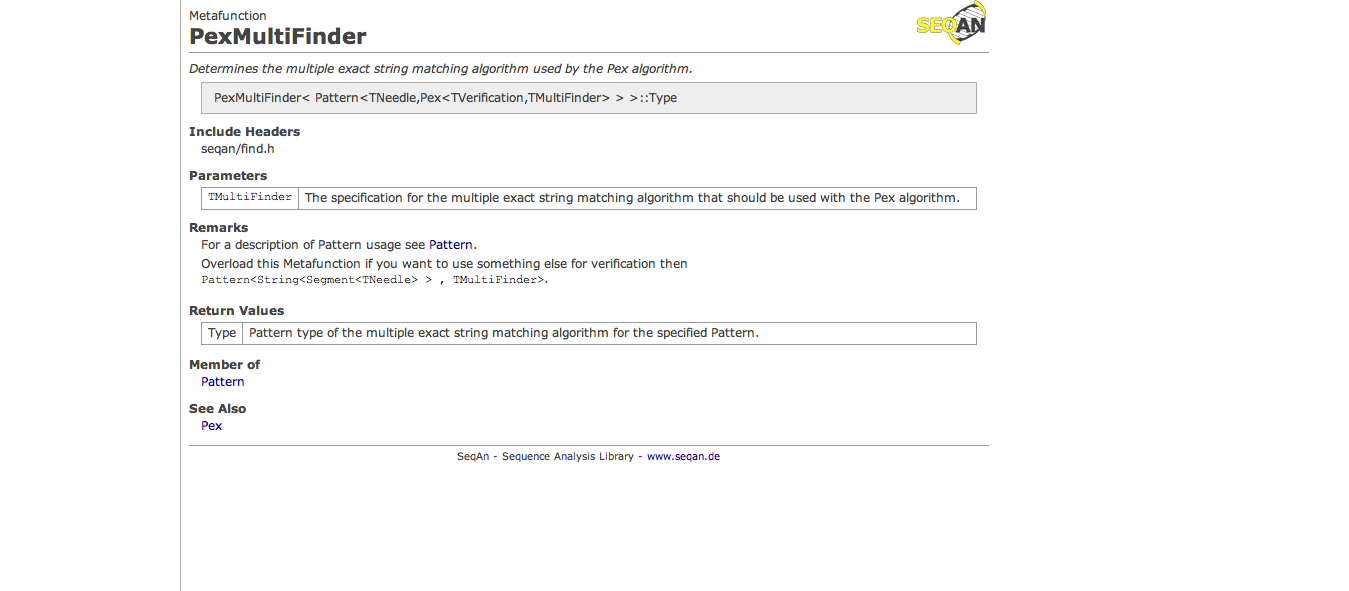 Metafunction
PexMultiFinder
SEQAN
Determines the multiple exact string matching algorithm used by the Pex algorithm.
PexMultiFinder< Pattern<TNeedle,Pex<TVerification,TMultiFinder> > >::Type
Include Headers
seqan/find.h
Parameters
TMultiFinder The specification for the multiple exact string matching algorithm that should be used with the Pex algorithm.
Remarks
For a description of Pattern usage see Pattern.
Overload this Metafunction if you want to use something else for verification then
Pattern<String<Segment<TNeedle> > , TMultiFinder>.
Return Values
Type Pattern type of the multiple exact string matching algorithm for the specified Pattern.
Member of
Pattern
See Also
Pex
SeqAn - Sequence Analysis Library - www.seqan.de